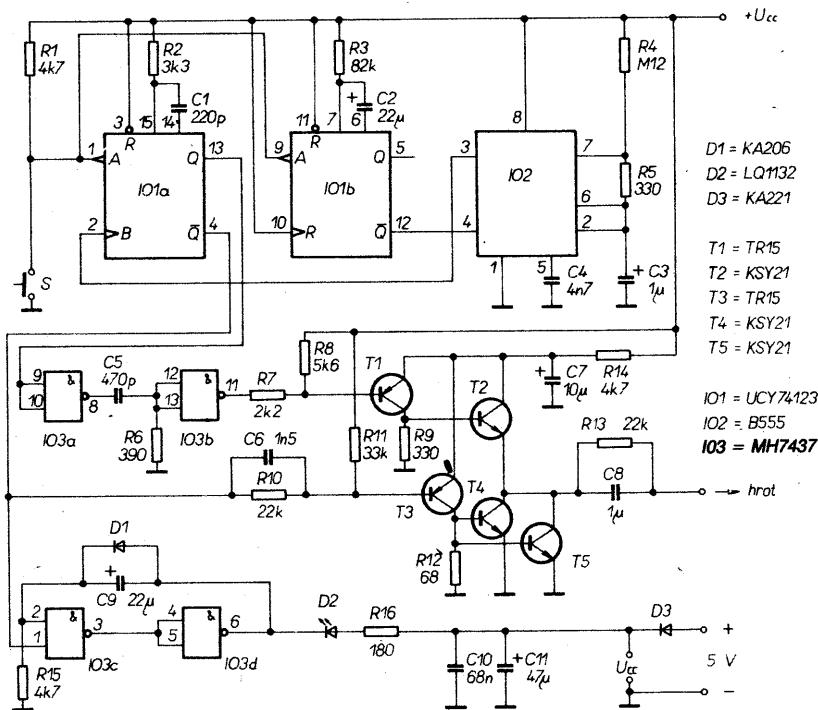 +Ucc
R1
4k7
R2
3k3
R3
82k
R4
M12
C1
220p
C2
22µ
+
3
15
14
11
7
6
8
R
R
1
A
Q
13
9
A
Q
5
3
7
IO1a
IO1b
IO2
R5
330
6
2
B
Q̄
4
10
R
Q̄
12
4
2
1
5
C4
4n7
+
C3
1µ
S
D1 = KA206
D2 = LQ1132
D3 = KA221
T1 = TR15
T2 = KSY21
T3 = TR15
T4 = KSY21
T5 = KSY21
IO1 = UCY74123
IO2 = B555
IO3 = MH7437
9
10
&
8
IO3a
C5
470p
12
13
&
11
IO3b
R6
390
R7
2k2
R8
5k6
T1
T2
+
C7
10µ
R14
4k7
R11
33k
R9
330
R13
22k
C6
1n5
R10
22k
T3
T4
C8
1µ
hrot
R12
68
T5
D1
+
C9
22µ
2
1
&
3
IO3c
4
5
&
6
IO3d
R15
4k7
D2
R16
180
C10
68n
+
C11
47µ
Ucc
D3
+
5 V
−